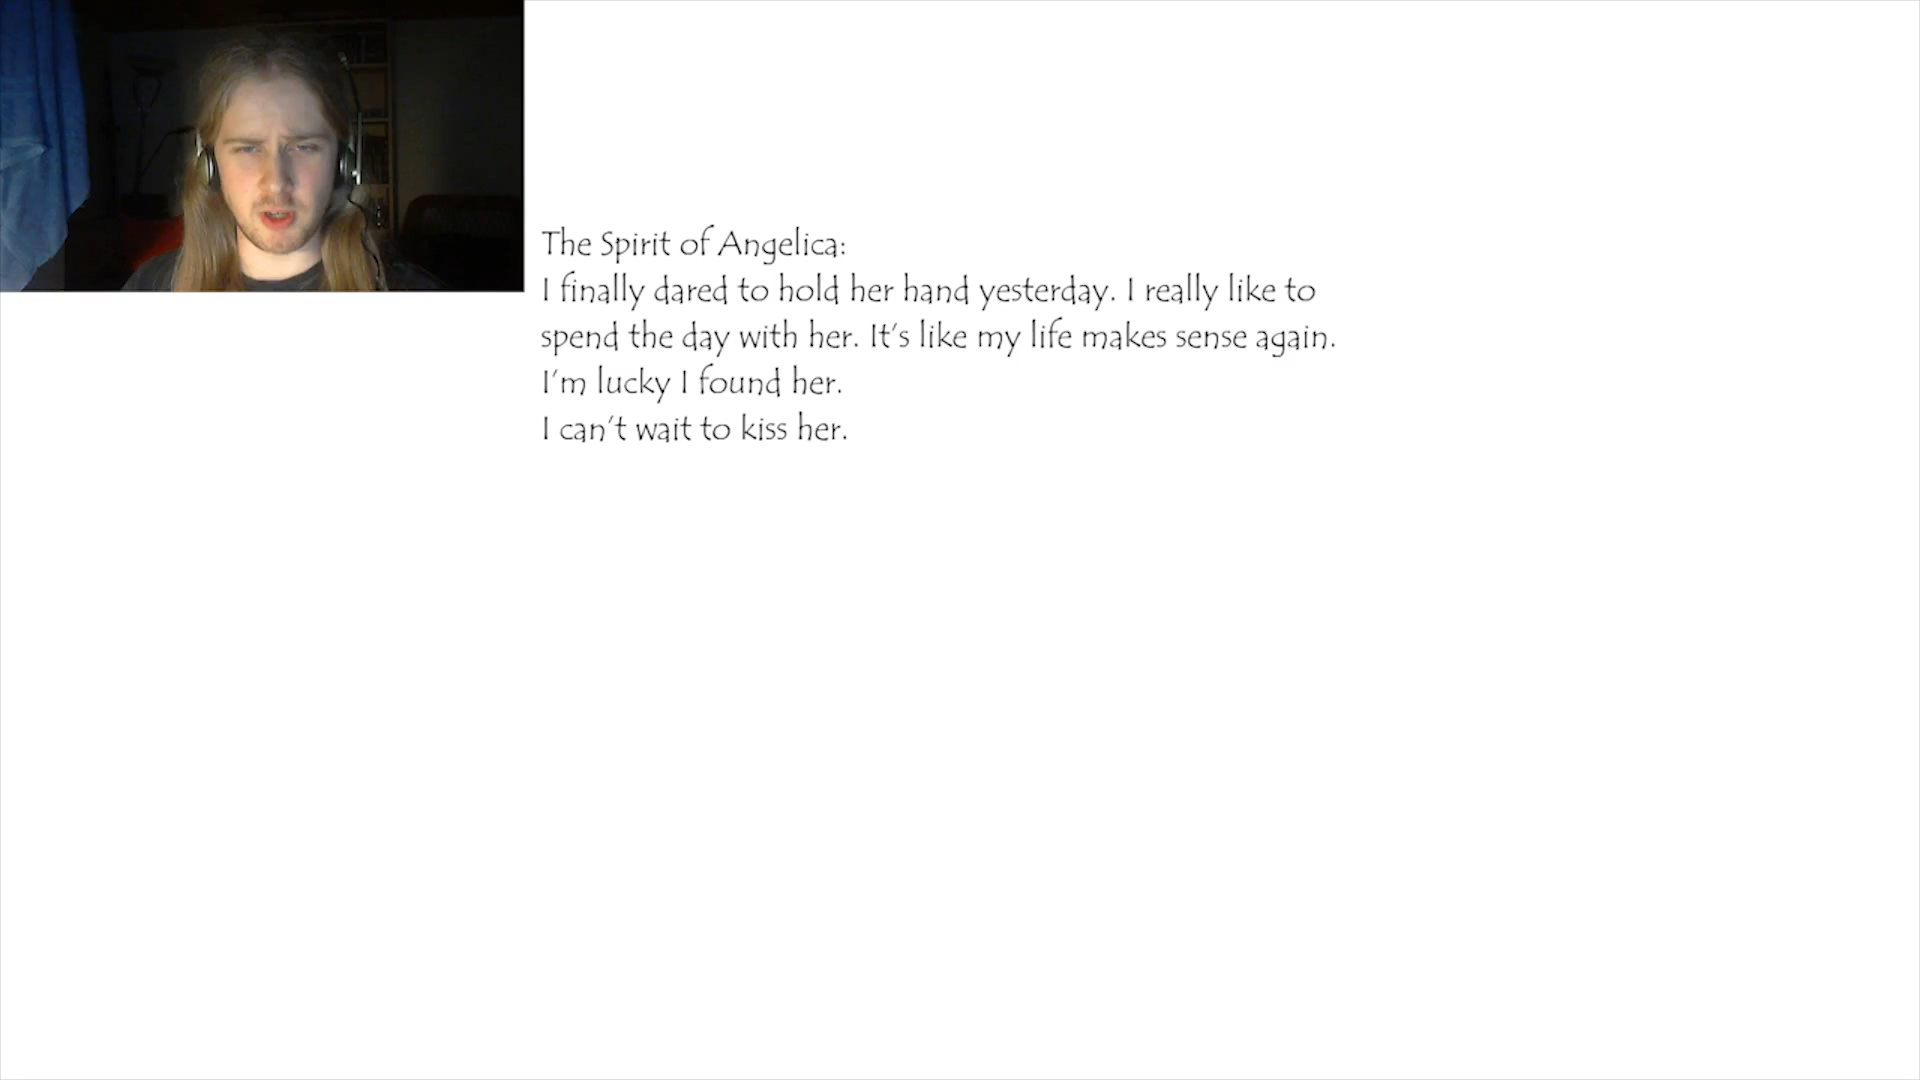 The Spirit of Angelica:
I finally dared to hold her hand yesterday. I really like to
spend the day with her. It's like my life makes sense again.
I'm lucky I found her.
I can't wait to kiss her.